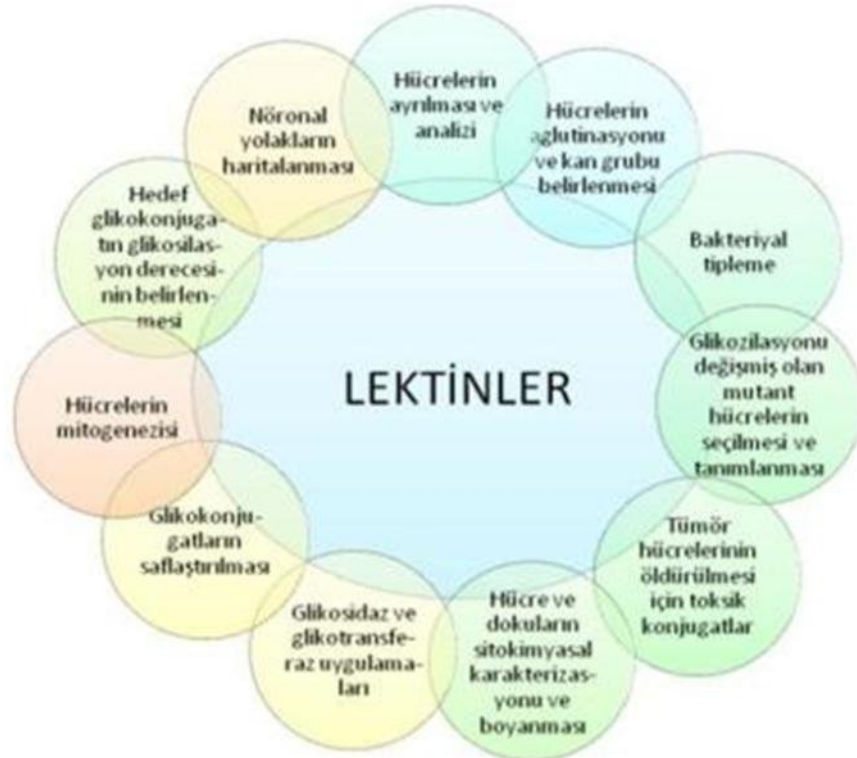 Hücrelerin
ayrılması ve
analizi
Hücrelerin
aglutinasyonu
ve kan grubu
belirlenmesi
Bakteriyal
tipleme
Glikozilasyonu
değişmiş olan
mutant
hücrelerin
seçilmesi ve
tanımlanması
Tümör
hücrelerinin
öldürülmesi
için toksik
konjugatlar
Hücre ve
dokuların
sitokimyasal
karakterizas-
yonu ve
boyanması
Glikosidaz ve
glikotransfe-
raz uygulama-
ları
Glikokonju-
gatların
saflaştırılması
Hücrelerin
mitogenezisi
Hedef
glikokonjuga-
tın glikosilas-
yon derecesi-
nin belirlen-
mesi
Nöronal
yolakların
haritalanması
LEKTİNLER